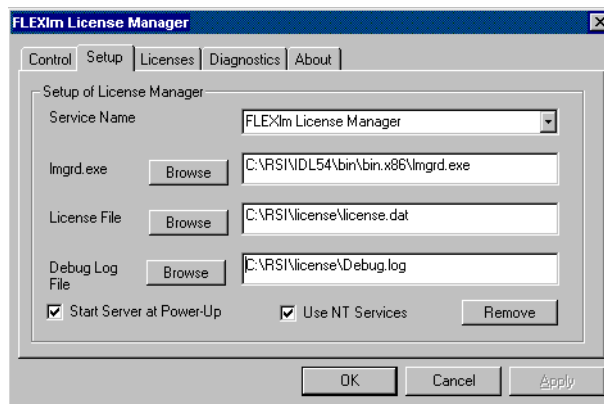 FLEXlm License Manager
Control Setup Licenses Diagnostics About
Setup of License Manager
Service Name FLEXlm License Manager
lmgrd.exe Browse C:\RSI\IDL54\bin\bin.x86\lmgrd.exe
License File Browse C:\RSI\license\license.dat
Debug Log File Browse C:\RSI\license\Debug.log
Start Server at Power-Up Use NT Services Remove
OK Cancel Apply